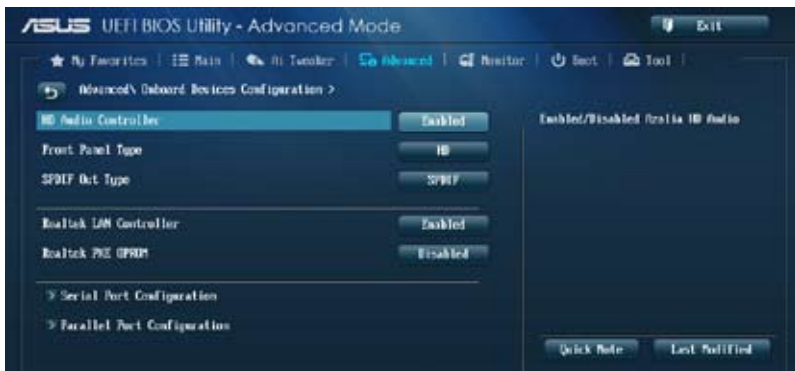 ASUS UEFI BIOS Utility - Advanced Mode
Exit
My Favorites Main Ai Tweaker Advanced Monitor Boot Tool
Advanced\ Onboard Devices Configuration >
HD Audio Controller Enabled
Enabled/Disabled Azalia HD Audio
Front Panel Type HD
SPDIF Out Type SPDIF
Realtek LAN Controller Enabled
Realtek PXE OPROM Disabled
> Serial Port Configuration
> Parallel Port Configuration
Quick Note Last Modified